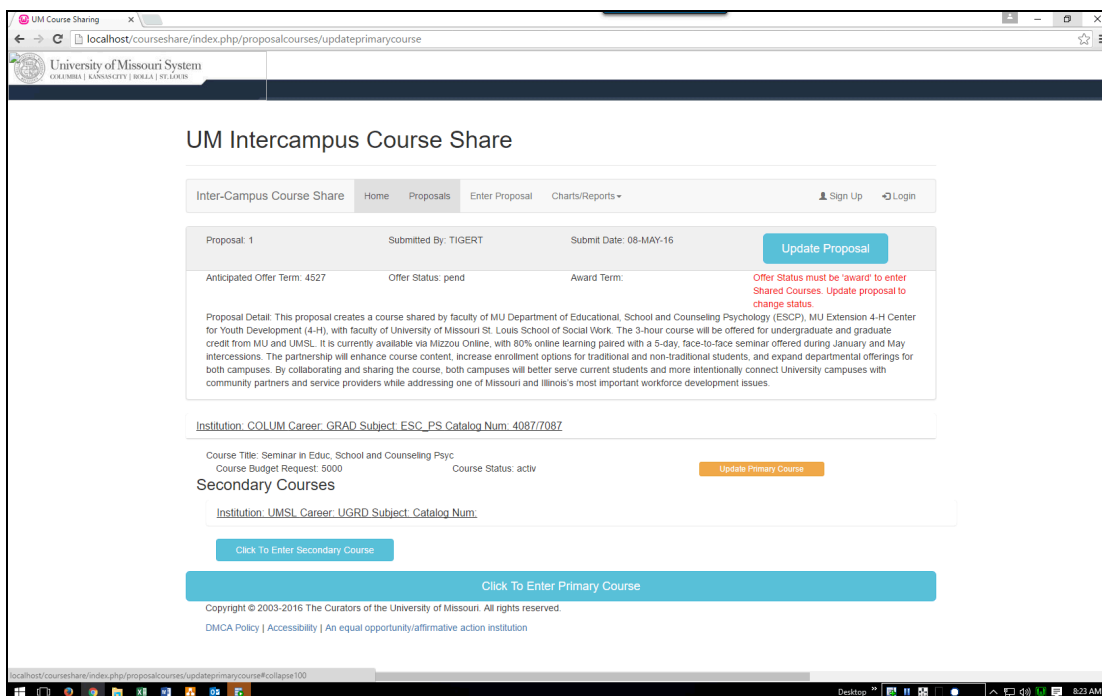 UM Course Sharing
localhost/courseshare/index.php/proposalcourses/updateprimarycourse
University of Missouri System
COLUMBIA | KANSAS CITY | ROLLA | ST. LOUIS
UM Intercampus Course Share
Inter-Campus Course Share Home Proposals Enter Proposal Charts/Reports Sign Up Login
Proposal: 1 Submitted By: TIGERT Submit Date: 08-MAY-16 Update Proposal
Anticipated Offer Term: 4527 Offer Status: pend Award Term: Offer Status must be 'award' to enter
Shared Courses. Update proposal to
change status.
Proposal Detail: This proposal creates a course shared by faculty of MU Department of Educational, School and Counseling Psychology (ESCP), MU Extension 4-H Center
for Youth Development (4-H), with faculty of University of Missouri St. Louis School of Social Work. The 3-hour course will be offered for undergraduate and graduate
credit from MU and UMSL. It is currently available via Mizzou Online, with 80% online learning paired with a 5-day, face-to-face seminar offered during January and May
intercessions. The partnership will enhance course content, increase enrollment options for traditional and non-traditional students, and expand departmental offerings for
both campuses. By collaborating and sharing the course, both campuses will better serve current students and more intentionally connect University campuses with
community partners and service providers while addressing one of Missouri and Illinois's most important workforce development issues.
Institution: COLUM Career: GRAD Subject: ESC_PS Catalog Num: 4087/7087
Course Title: Seminar in Educ, School and Counseling Psyc
Course Budget Request: 5000 Course Status: activ Update Primary Course
Secondary Courses
Institution: UMSL Career: UGRD Subject: Catalog Num:
Click To Enter Secondary Course
Click To Enter Primary Course
Copyright © 2003-2016 The Curators of the University of Missouri. All rights reserved.
DMCA Policy | Accessibility | An equal opportunity/affirmative action institution
localhost/courseshare/index.php/proposalcourses/updateprimarycourse#collapse100
Desktop 8:23 AM